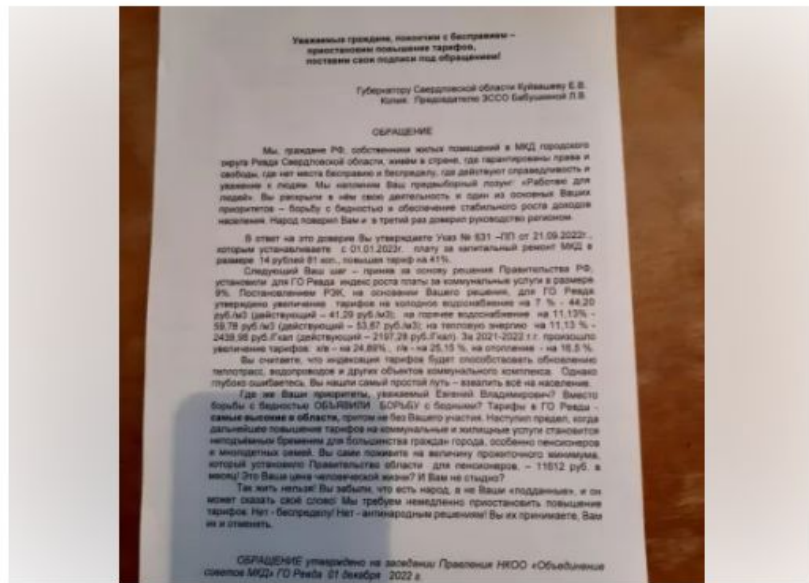 Уважаемые граждане, покончим с бесправием –
приостановим повышение тарифов,
поставим свои подписи под обращением!
Губернатору Свердловской области Куйвашеву Е.В.
Копия: Председателю ЗССО Бабушкиной Л.В.
ОБРАЩЕНИЕ
Мы, граждане РФ, собственники жилых помещений в МКД городского
округа Ревда Свердловской области, живём в стране, где гарантированы права и
свободы, где нет места бесправию и беспределу, где действуют справедливость и
уважение к людям. Мы напомним Ваш предвыборный лозунг: «Работаю для
людей». Вы раскрыли в нём свою деятельность и один из основных Ваших
приоритетов – борьбу с бедностью и обеспечение стабильного роста доходов
населения. Народ поверил Вам и в третий раз доверил руководство регионом.
В ответ на это доверие Вы утверждаете Указ № 631 –ПП от 21.09.2022г.,
которым устанавливаете с 01.01.2023г. плату за капитальный ремонт МКД в
размере 14 рублей 81 коп., повышая тариф на 41%.
Следующий Ваш шаг – приняв за основу решения Правительства РФ,
установили для ГО Ревда индекс роста платы за коммунальные услуги в размере
9%. Постановлением РЭК, на основании Вашего решения, для ГО Ревда
утверждено увеличение тарифов на холодное водоснабжение на 7 % - 44,20
руб./м3 (действующий – 41,29 руб./м3), на горячее водоснабжение на 11,13% -
59,78 руб./м3 (действующий – 53,67 руб./м3), на тепловую энергию на 11,13 % -
2439,98 руб./Гкал (действующий – 2197,28 руб./Гкал). За 2021-2022 г.г. произошло
увеличение тарифов: х/в - на 24,89%, г/в - на 25,15 %, на отопление - на 16,5 %.
Вы считаете, что индексация тарифов будет способствовать обновлению
теплотрасс, водопроводов и других объектов коммунального комплекса. Однако
глубоко ошибаетесь. Вы нашли самый простой путь – взвалить всё на население.
Где же Ваши приоритеты, уважаемый Евгений Владимирович? Вместо
борьбы с бедностью ОБЪЯВИЛИ БОРЬБУ с бедными? Тарифы в ГО Ревды -
самые высокие в области, притом не без Вашего участия. Наступил предел, когда
дальнейшее повышение тарифов на коммунальные и жилищные услуги становится
неподъёмным бременем для большинства граждан города, особенно пенсионеров
и многодетных семей. Вы сами поживите на величину прожиточного минимума,
который установило Правительство области для пенсионеров, – 11612 руб. в
месяц! Это Ваша цена человеческой жизни? И Вам не стыдно?
Так жить нельзя! Вы забыли, что есть народ, а не Ваши «подданные», и он
может сказать своё слово! Мы требуем немедленно приостановить повышение
тарифов. Нет - беспределу! Нет - антинародным решениям! Вы их принимаете, Вам
их и отменять.
ОБРАЩЕНИЕ утверждено на заседании Правления НКОО «Объединение
советов МКД» ГО Ревда 01 декабря 2022 г.